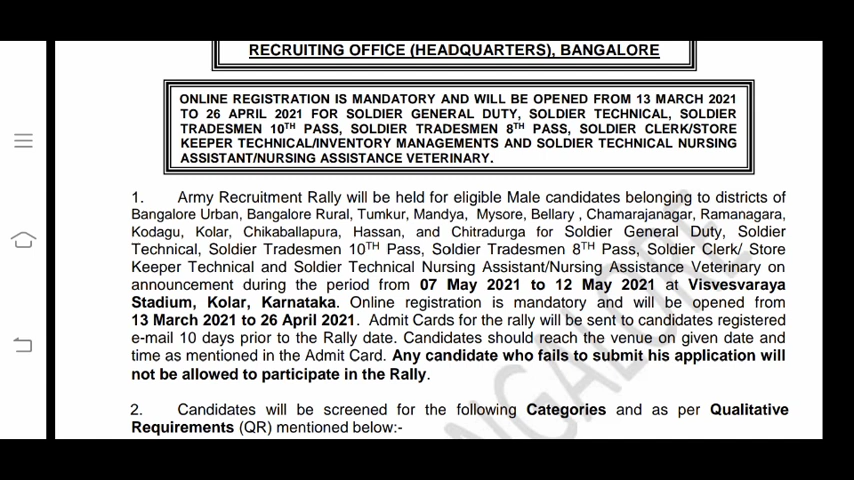 RECRUITING OFFICE (HEADQUARTERS), BANGALORE
ONLINE REGISTRATION IS MANDATORY AND WILL BE OPENED FROM 13 MARCH 2021
TO 26 APRIL 2021 FOR SOLDIER GENERAL DUTY, SOLDIER TECHNICAL, SOLDIER
TRADESMEN 10TH PASS, SOLDIER TRADESMEN 8TH PASS, SOLDIER CLERK/STORE
KEEPER TECHNICAL/INVENTORY MANAGEMENTS AND SOLDIER TECHNICAL NURSING
ASSISTANT/NURSING ASSISTANCE VETERINARY.
1. Army Recruitment Rally will be held for eligible Male candidates belonging to districts of
Bangalore Urban, Bangalore Rural, Tumkur, Mandya, Mysore, Bellary , Chamarajanagar, Ramanagara,
Kodagu, Kolar, Chikaballapura, Hassan, and Chitradurga for Soldier General Duty, Soldier
Technical, Soldier Tradesmen 10TH Pass, Soldier Tradesmen 8TH Pass, Soldier Clerk/ Store
Keeper Technical and Soldier Technical Nursing Assistant/Nursing Assistance Veterinary on
announcement during the period from 07 May 2021 to 12 May 2021 at Visvesvaraya
Stadium, Kolar, Karnataka. Online registration is mandatory and will be opened from
13 March 2021 to 26 April 2021. Admit Cards for the rally will be sent to candidates registered
e-mail 10 days prior to the Rally date. Candidates should reach the venue on given date and
time as mentioned in the Admit Card. Any candidate who fails to submit his application will
not be allowed to participate in the Rally.
2. Candidates will be screened for the following Categories and as per Qualitative
Requirements (QR) mentioned below:-